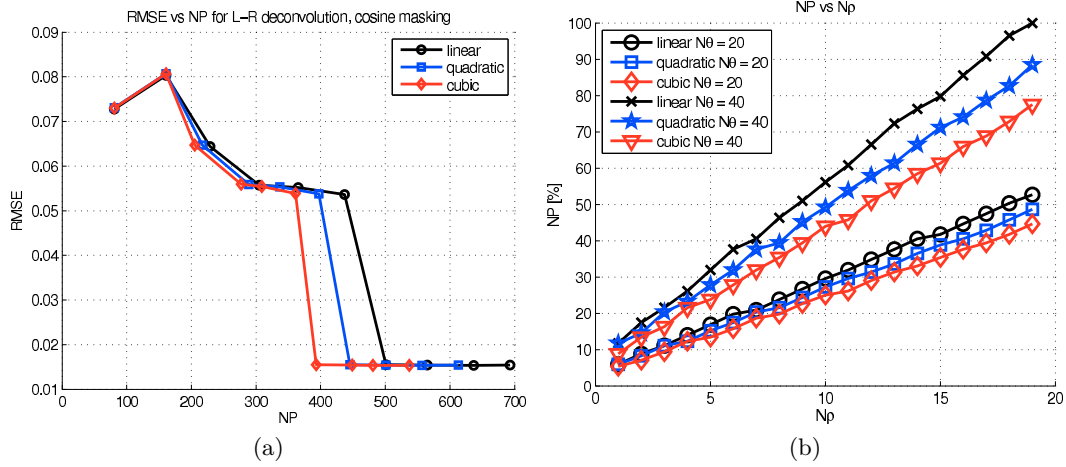 RMSE vs NP for L−R deconvolution, cosine masking
0.09
0.08
0.07
0.06
0.05
0.04
0.03
0.02
0.01
RMSE
0
100
200
300
400
500
600
700
NP
linear
quadratic
cubic
(a)
NP vs Nρ
100
90
80
70
60
50
40
30
20
10
0
NP [%]
0
5
10
15
20
Nρ
linear Nθ = 20
quadratic Nθ = 20
cubic Nθ = 20
linear Nθ = 40
quadratic Nθ = 40
cubic Nθ = 40
(b)